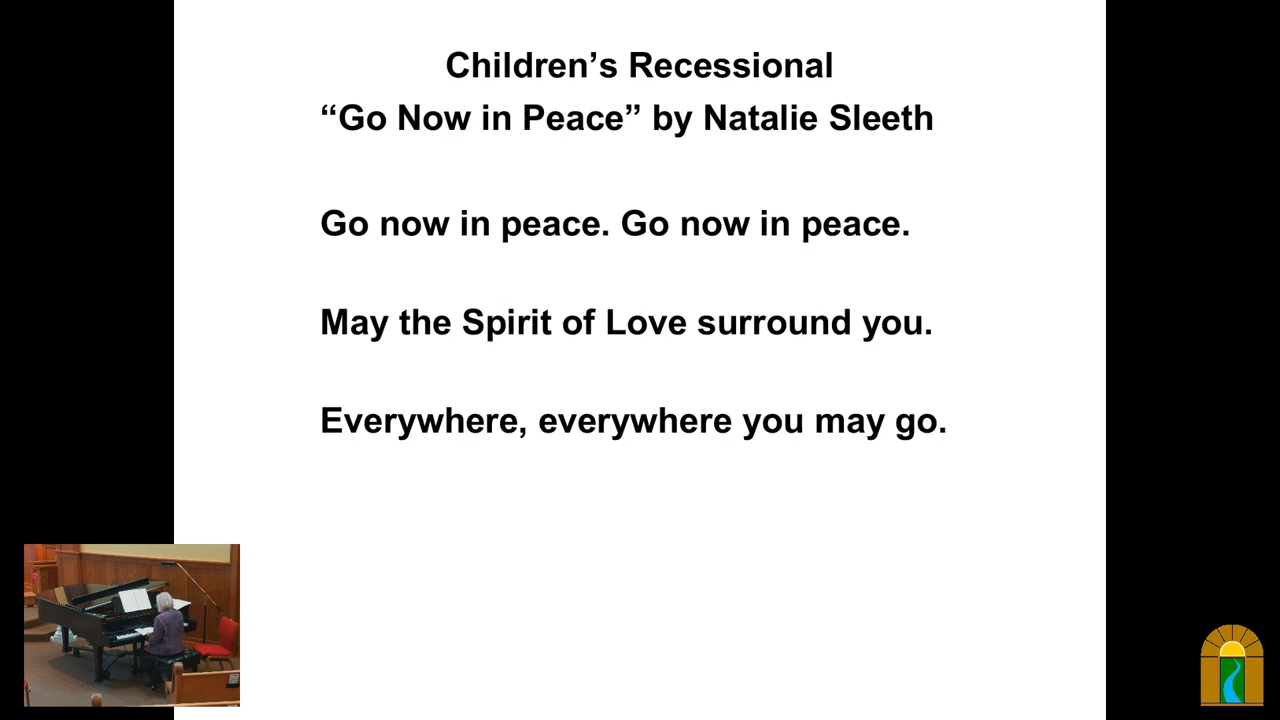 Children’s Recessional
“Go Now in Peace” by Natalie Sleeth
Go now in peace. Go now in peace.
May the Spirit of Love surround you.
Everywhere, everywhere you may go.